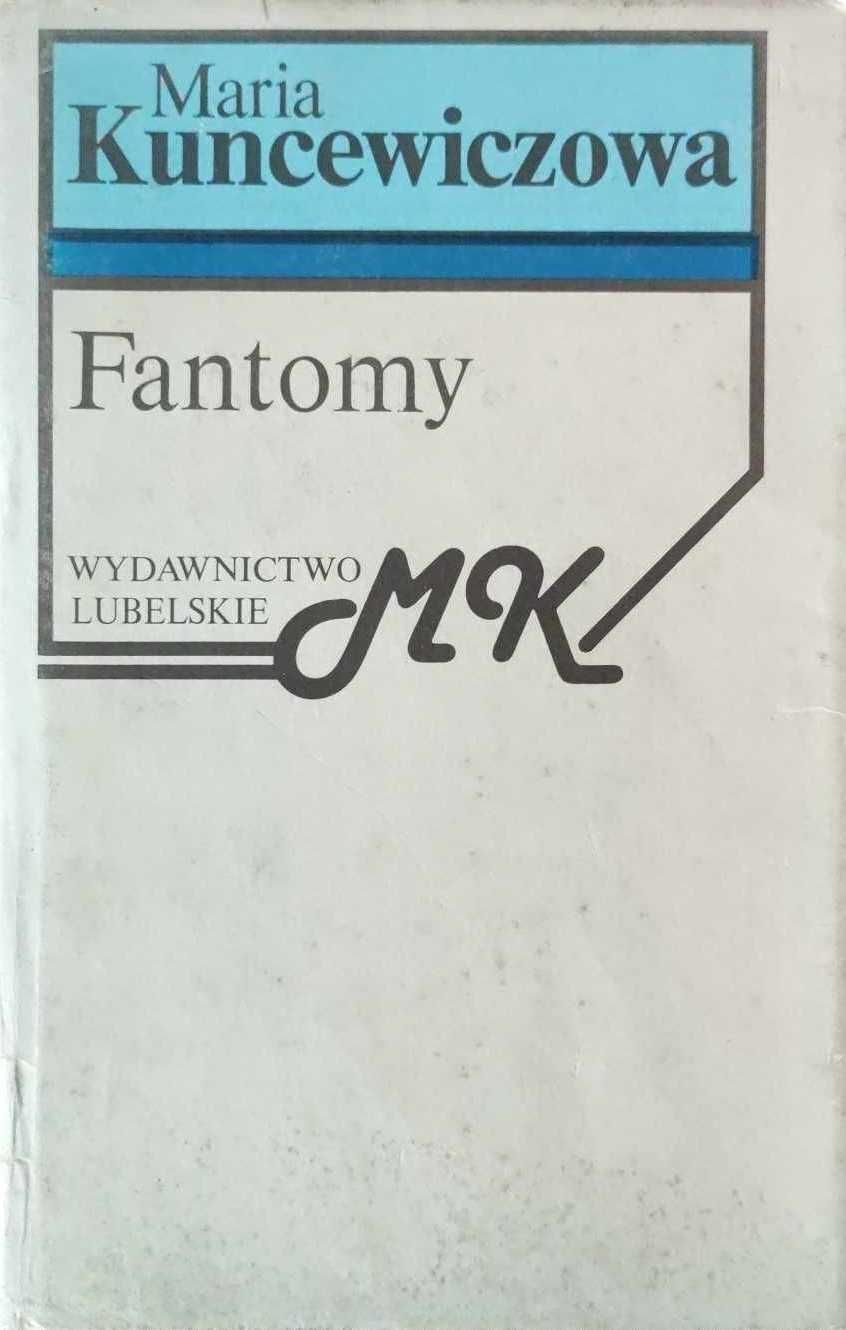 Maria
Kuncewiczowa
Fantomy
WYDAWNICTWO
LUBELSKIE
MK